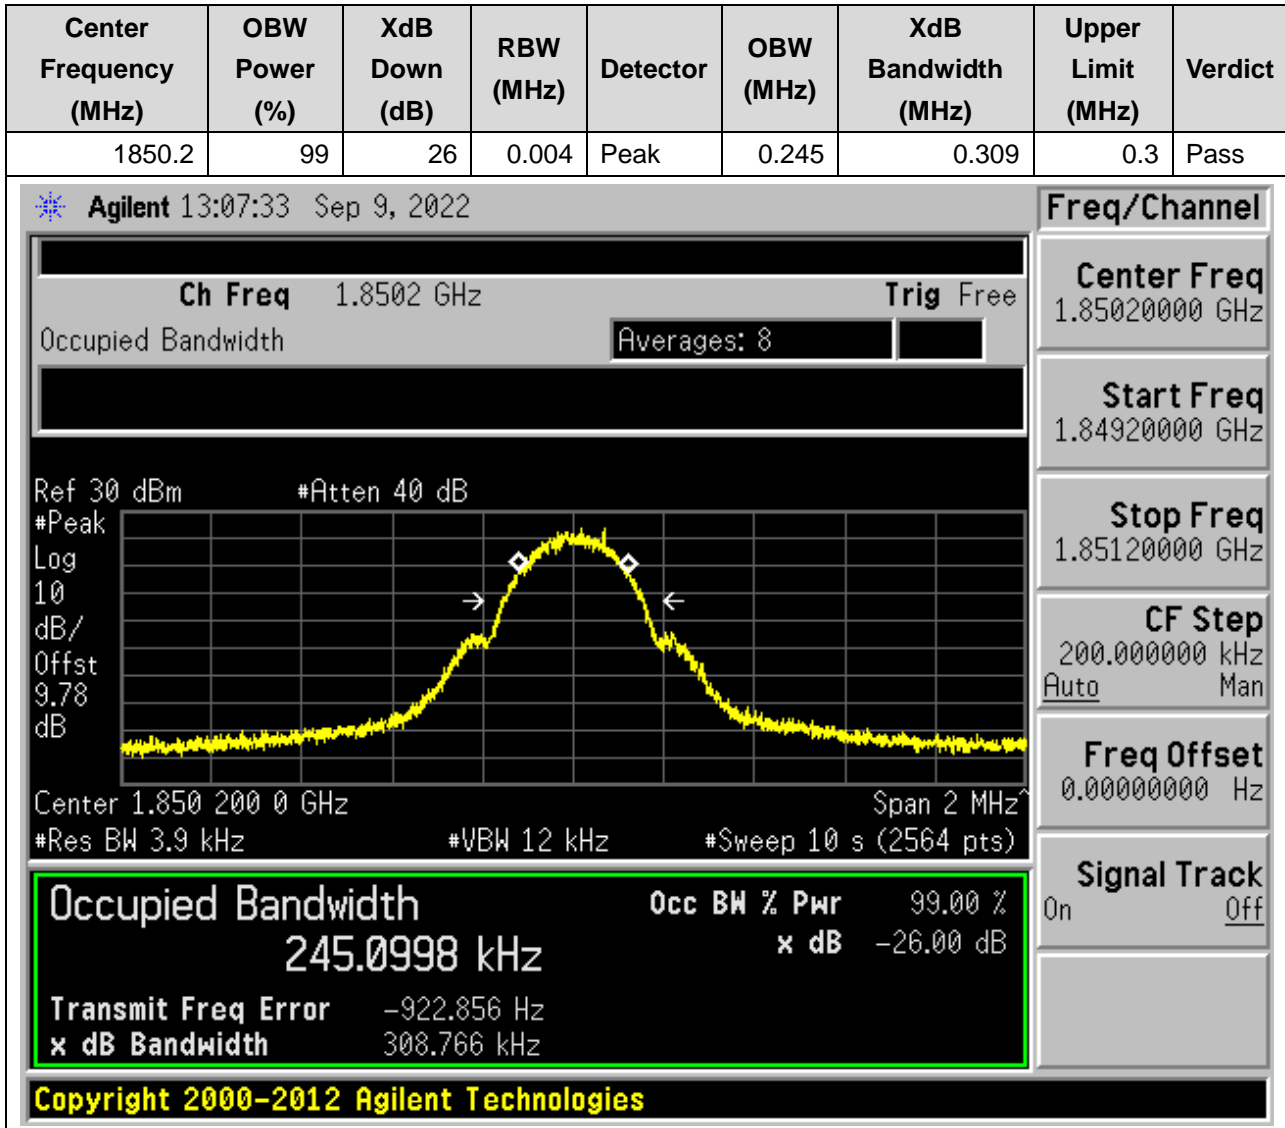 Center Frequency (MHz) OBW Power (%) XdB Down (dB) RBW (MHz) Detector OBW (MHz) XdB Bandwidth (MHz) Upper Limit (MHz) Verdict
1850.2 99 26 0.004 Peak 0.245 0.309 0.3 Pass
Agilent 13:07:33 Sep 9, 2022
Freq/Channel
Ch Freq 1.8502 GHz Trig Free
Occupied Bandwidth Averages: 8
Center Freq
1.85020000 GHz
Start Freq
1.84920000 GHz
Stop Freq
1.85120000 GHz
CF Step
200.000000 kHz
Auto Man
Freq Offset
0.00000000 Hz
Signal Track
On Off
Ref 30 dBm #Atten 40 dB
#Peak
Log
10
dB/
Offst
9.78
dB
Center 1.850 200 0 GHz Span 2 MHz^
#Res BW 3.9 kHz #VBW 12 kHz #Sweep 10 s (2564 pts)
Occupied Bandwidth Occ BW % Pwr 99.00 %
245.0998 kHz x dB -26.00 dB
Transmit Freq Error -922.856 Hz
x dB Bandwidth 308.766 kHz
Copyright 2000-2012 Agilent Technologies